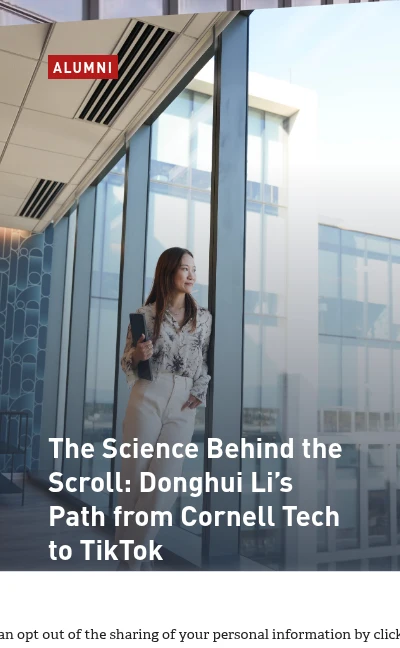 ALUMNI
The Science Behind the
Scroll: Donghui Li’s
Path from Cornell Tech
to TikTok
an opt out of the sharing of your personal information by click